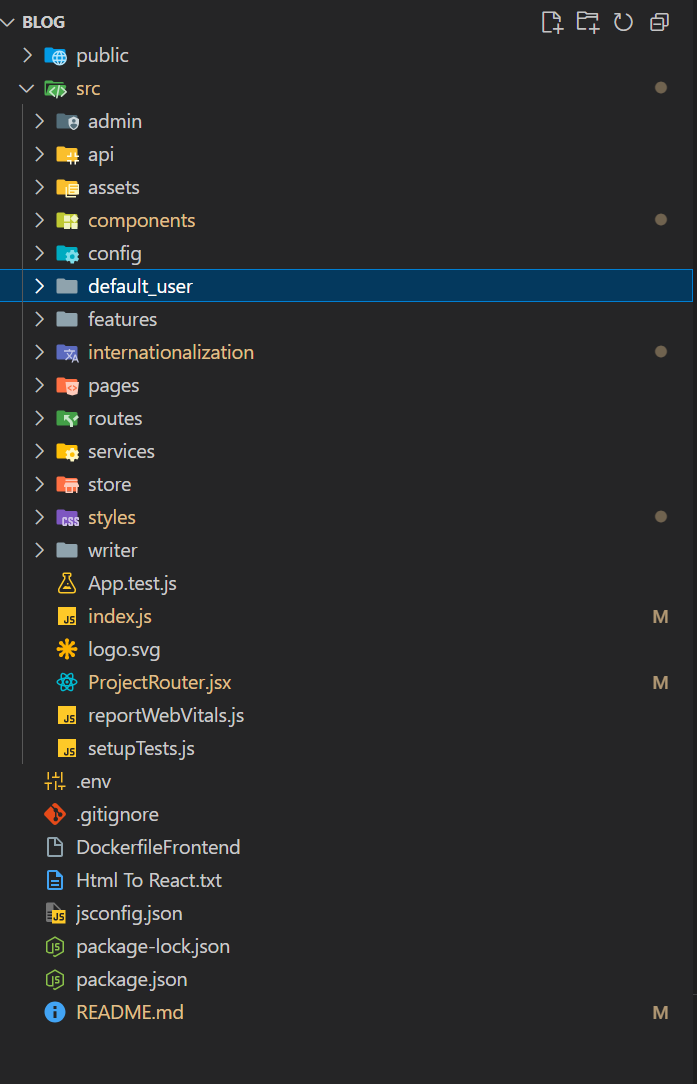 BLOG
public
src
admin
api
assets
components
config
default_user
features
internationalization
pages
routes
services
store
styles
writer
App.test.js
index.js M
logo.svg
ProjectRouter.jsx M
reportWebVitals.js
setupTests.js
.env
.gitignore
DockerfileFrontend
Html To React.txt
jsconfig.json
package-lock.json
package.json
README.md M